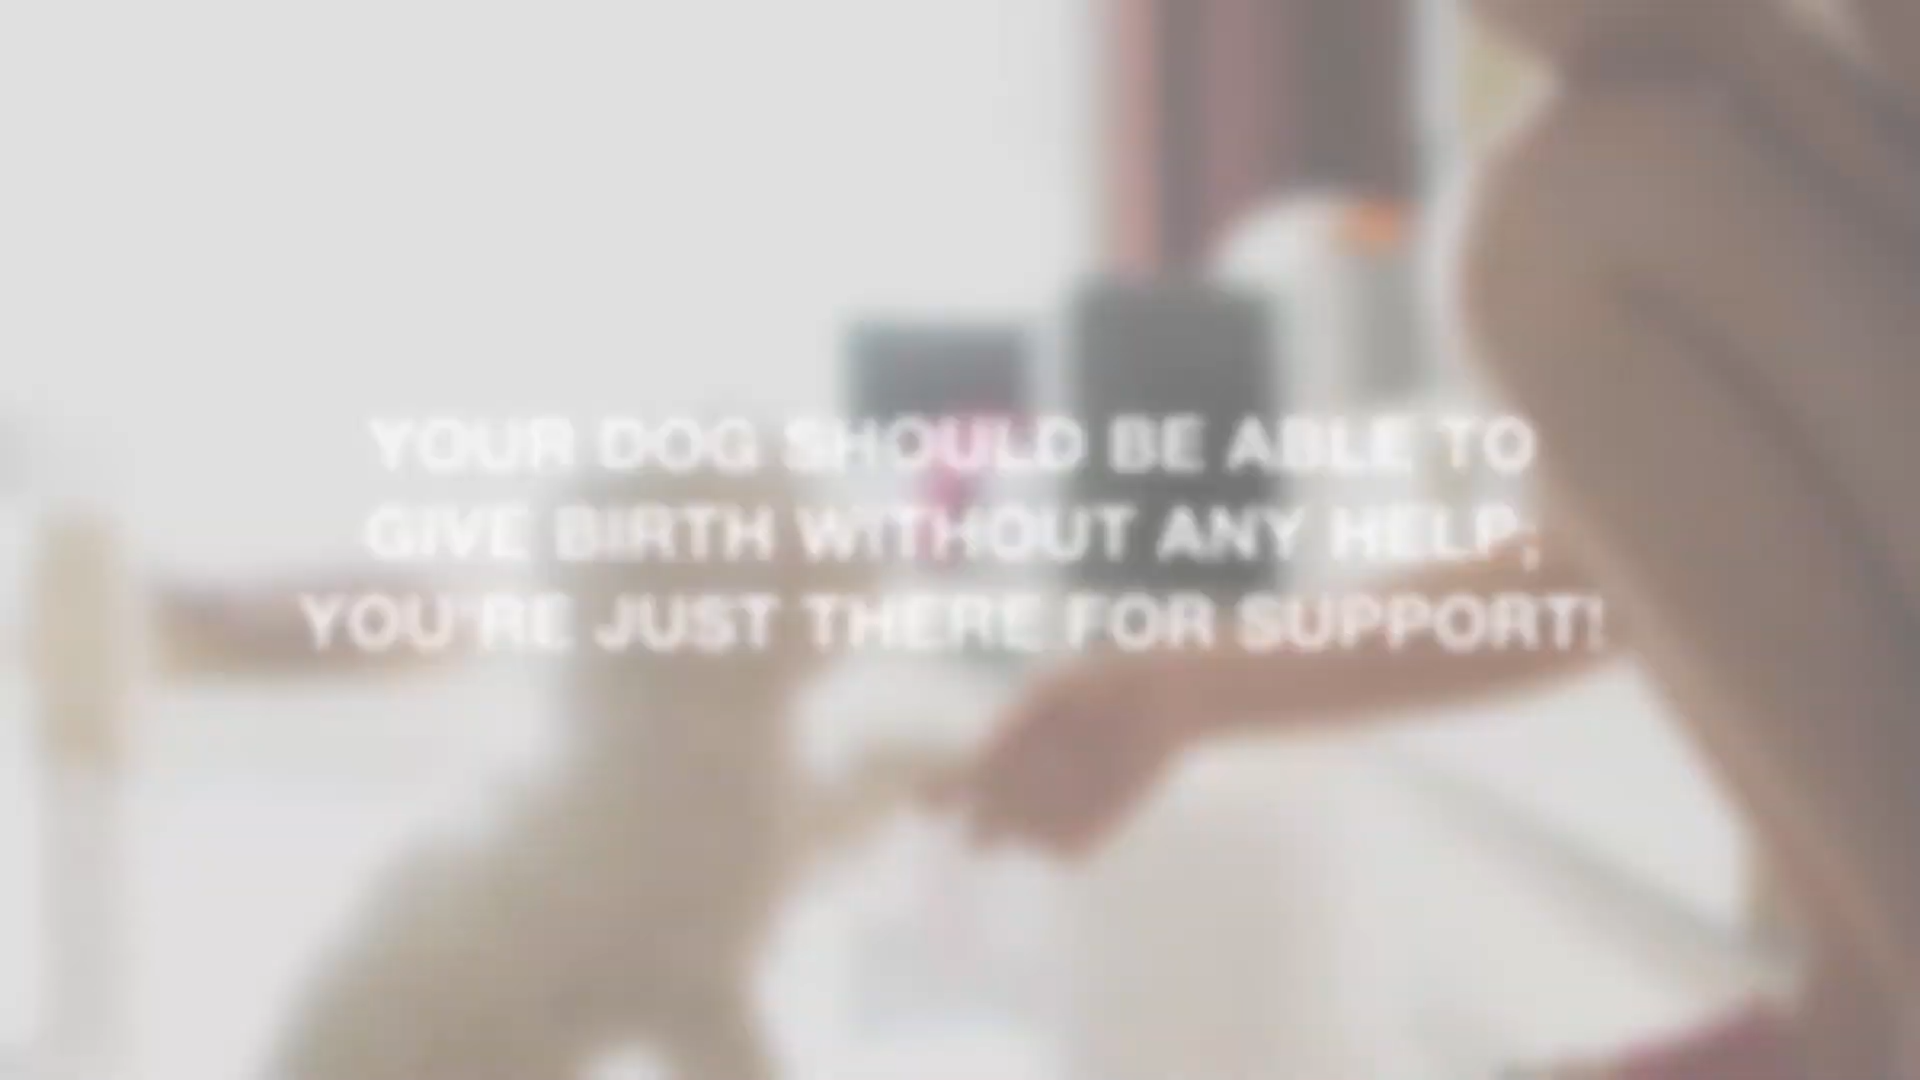 YOUR DOG SHOULD BE ABLE TO
GIVE BIRTH WITHOUT ANY HELP;
YOU'RE JUST THERE FOR SUPPORT!